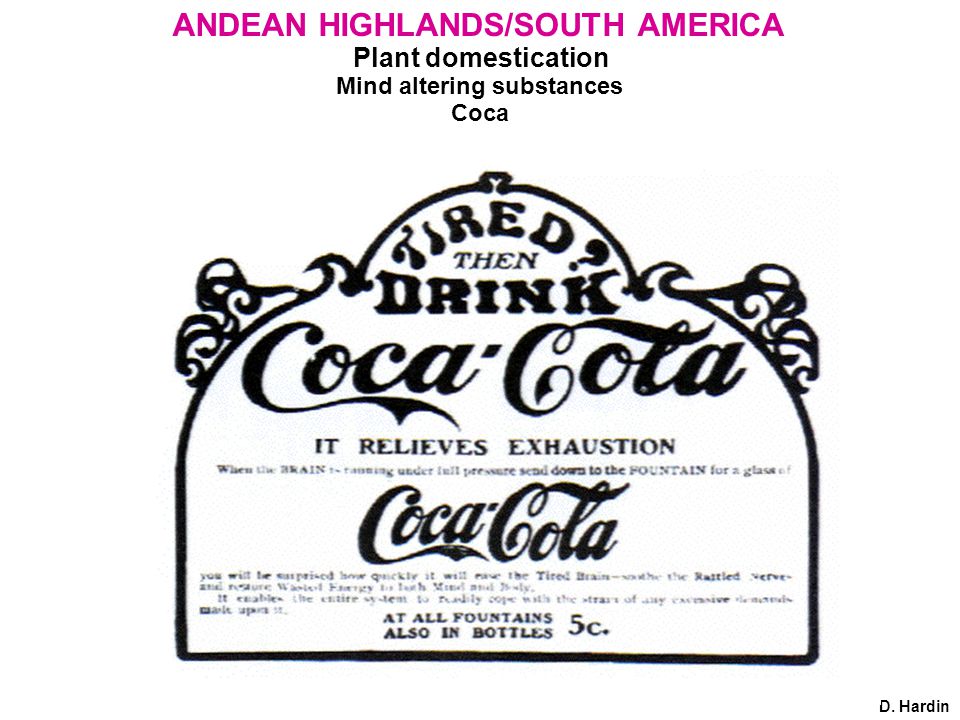 ANDEAN HIGHLANDS/SOUTH AMERICA
Plant domestication
Mind altering substances
Coca
TIRED?
THEN
DRINK
Coca-Cola
IT RELIEVES EXHAUSTION
When the BRAIN is running under full pressure send down to the FOUNTAIN for a glass of
Coca-Cola
you will be surprised how quickly it will ease the Tired Brain—soothe the Rattled Nerves
and restore Wasted Energy to both Mind and Body.
It enables the entire system to readily cope with the strain of any excessive demands
made upon it.
AT ALL FOUNTAINS
ALSO IN BOTTLES 5c.
D. Hardin